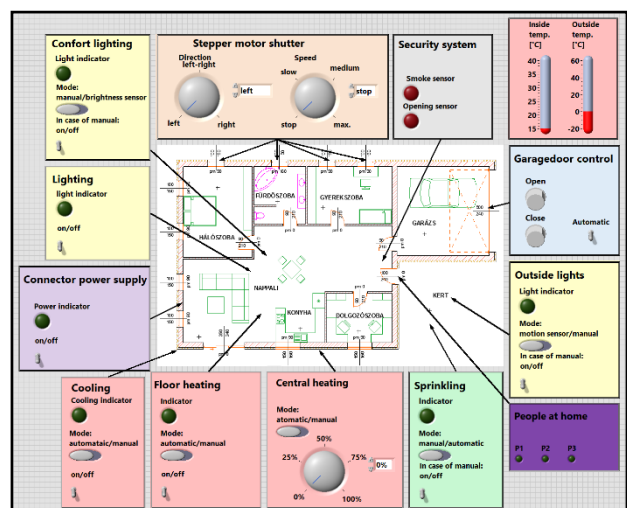 Confort lighting
Light indicator
Mode:
manual/brightness sensor
In case of manual:
on/off
Stepper motor shutter
Direction
left-right
left
right
left
Speed
slow
medium
stop
max.
stop
Security system
Smoke sensor
Opening sensor
Inside
temp.
[°C]
Outside
temp.
[°C]
40
35
30
25
20
15
60
40
20
0
-20
Lighting
light indicator
on/off
FÜRDŐSZOBA
GYEREKSZOBA
HÁLÓSZOBA
GARÁZS
NAPPALI
KONYHA
DOLGOZÓSZOBA
KERT
Garagedoor control
Open
Close
Automatic
Connector power supply
Power indicator
on/off
Outside lights
Light indicator
Mode:
motion sensor/manual
In case of manual:
on/off
Cooling
Cooling indicator
Mode:
automataic/manual
on/off
Floor heating
Indicator
Mode:
automatic/manual
on/off
Central heating
Mode:
atomatic/manual
50%
25%
75%
0%
0%
100%
Sprinkling
Indicator
Mode:
manual/automatic
In case of manual:
on/off
People at home
P1 P2 P3